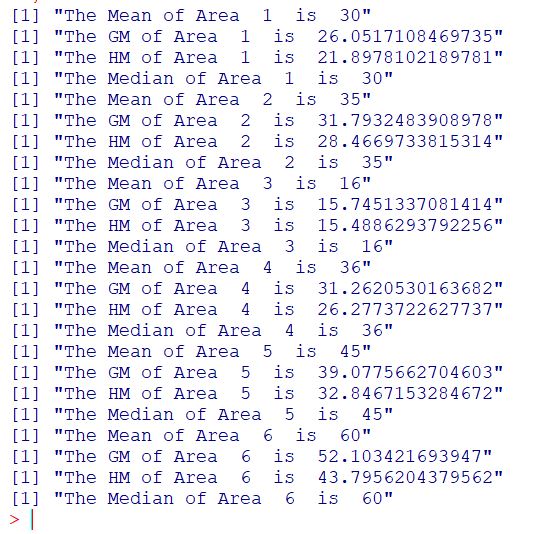 [1] "The Mean of Area  1  is  30"
[1] "The GM of Area  1  is  26.0517108469735"
[1] "The HM of Area  1  is  21.8978102189781"
[1] "The Median of Area  1  is  30"
[1] "The Mean of Area  2  is  35"
[1] "The GM of Area  2  is  31.7932483908978"
[1] "The HM of Area  2  is  28.4669733815314"
[1] "The Median of Area  2  is  35"
[1] "The Mean of Area  3  is  16"
[1] "The GM of Area  3  is  15.7451337081414"
[1] "The HM of Area  3  is  15.4886293792256"
[1] "The Median of Area  3  is  16"
[1] "The Mean of Area  4  is  36"
[1] "The GM of Area  4  is  31.2620530163682"
[1] "The HM of Area  4  is  26.2773722627737"
[1] "The Median of Area  4  is  36"
[1] "The Mean of Area  5  is  45"
[1] "The GM of Area  5  is  39.0775662704603"
[1] "The HM of Area  5  is  32.8467153284672"
[1] "The Median of Area  5  is  45"
[1] "The Mean of Area  6  is  60"
[1] "The GM of Area  6  is  52.103421693947"
[1] "The HM of Area  6  is  43.7956204379562"
[1] "The Median of Area  6  is  60"
>